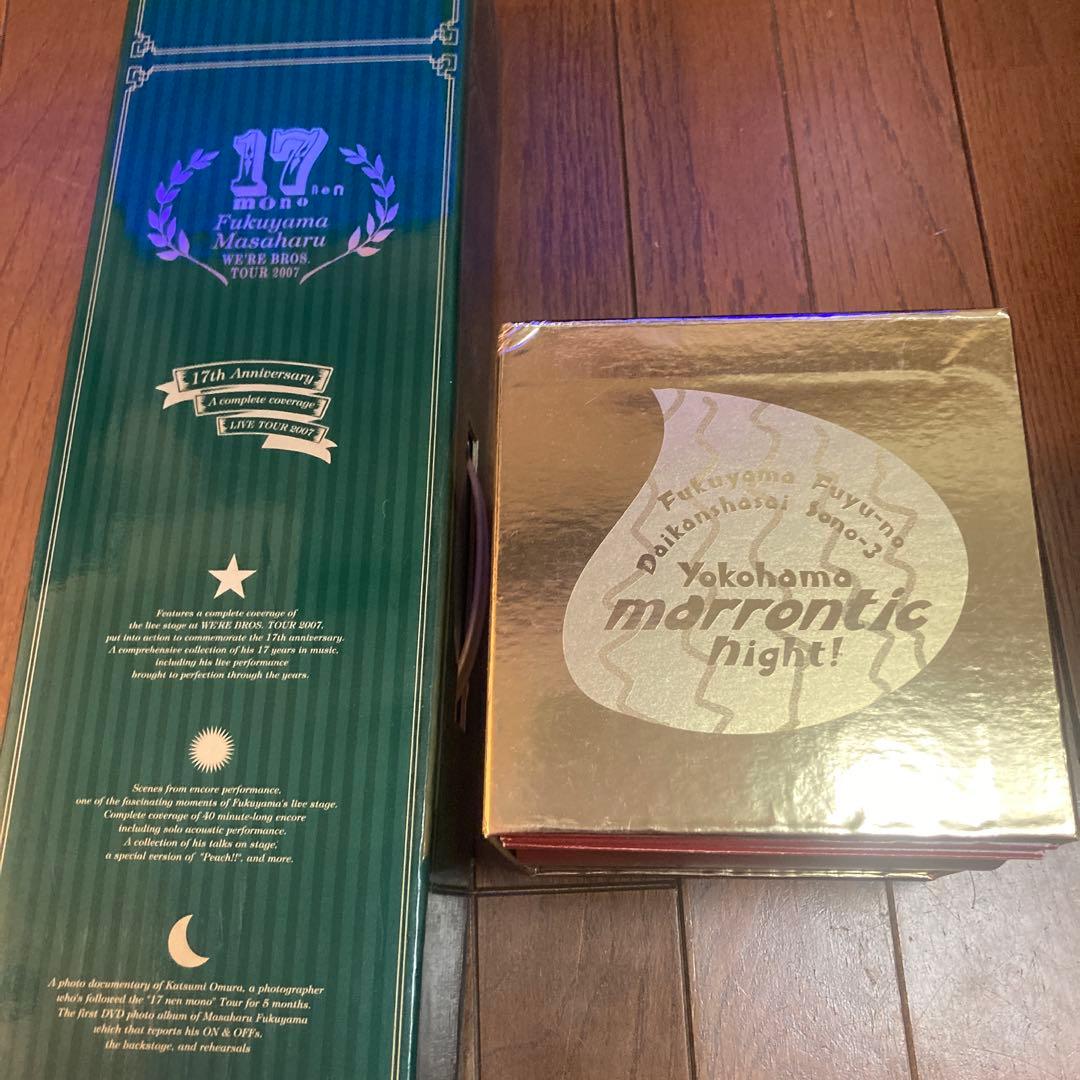 17 nen
mono
Fukuyama
Masaharu
WE'RE BROS.
TOUR 2007
17th Anniversary
A complete coverage
LIVE TOUR 2007
Features a complete coverage of
the live stage at WE'RE BROS. TOUR 2007,
put into action to commemorate the 17th anniversary.
A comprehensive collection of his 17 years in music,
including his live performance
brought to perfection through the years.
Scenes from encore performance,
one of the fascinating moments of Fukuyama's live stage.
Complete coverage of 40 minute-long encore
including solo acoustic performance.
A collection of his talks on stage,
a special version of "Peach!!", and more.
A photo documentary of Katsumi Omura, a photographer
who's followed the "17 nen mono" Tour for 5 months.
The first DVD photo album of Masaharu Fukuyama
which that reports his ON & OFFs,
the backstage, and rehearsals
Fukuyama Fuyu-no
Daikanshasai Sono-3
Yokohama
marrontic
night!